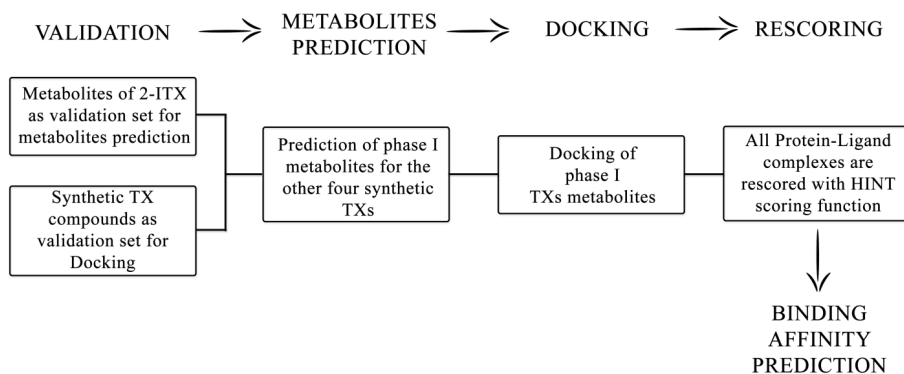 VALIDATION
METABOLITES
PREDICTION
DOCKING
RESCORING
Metabolites of 2-ITX
as validation set for
metabolites prediction
Synthetic TX
compounds as
validation set for
Docking
Prediction of phase I
metabolites for the
other four synthetic
TXs
Docking of
phase I
TXs metabolites
All Protein-Ligand
complexes are
rescored with HINT
scoring function
BINDING
AFFINITY
PREDICTION